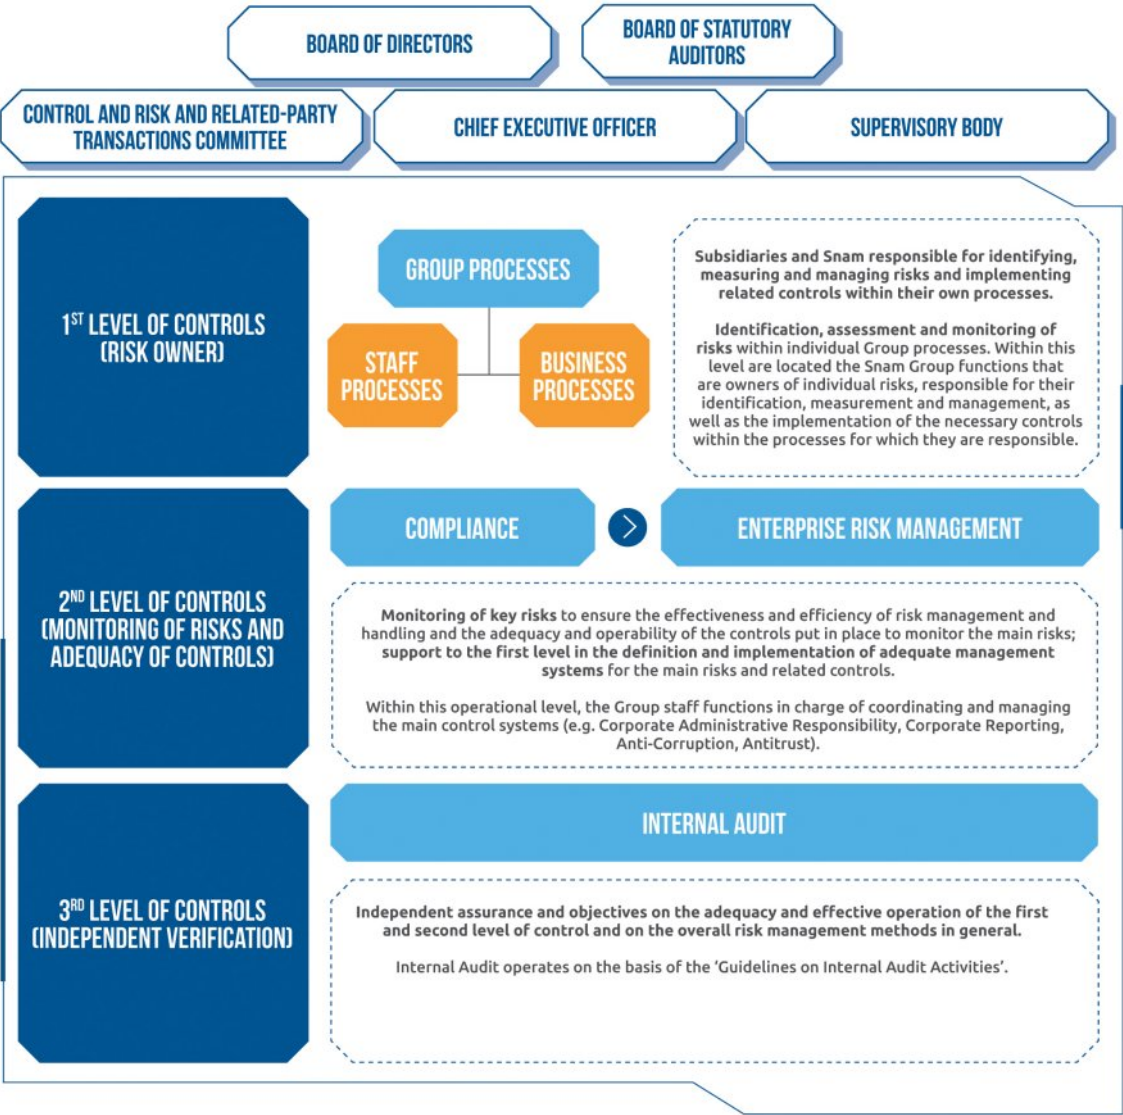 BOARD OF DIRECTORS
BOARD OF STATUTORY
AUDITORS
CONTROL AND RISK AND RELATED-PARTY
TRANSACTIONS COMMITTEE
CHIEF EXECUTIVE OFFICER
SUPERVISORY BODY
1ST LEVEL OF CONTROLS
(RISK OWNER)
GROUP PROCESSES
STAFF
PROCESSES
BUSINESS
PROCESSES
Subsidiaries and Snam responsible for identifying,
measuring and managing risks and implementing
related controls within their own processes.
Identification, assessment and monitoring of
risks within individual Group processes. Within this
level are located the Snam Group functions that
are owners of individual risks, responsible for their
identification, measurement and management, as
well as the implementation of the necessary controls
within the processes for which they are responsible.
2ND LEVEL OF CONTROLS
(MONITORING OF RISKS AND
ADEQUACY OF CONTROLS)
COMPLIANCE
ENTERPRISE RISK MANAGEMENT
Monitoring of key risks to ensure the effectiveness and efficiency of risk management and
handling and the adequacy and operability of the controls put in place to monitor the main risks;
support to the first level in the definition and implementation of adequate management
systems for the main risks and related controls.
Within this operational level, the Group staff functions in charge of coordinating and managing
the main control systems (e.g. Corporate Administrative Responsibility, Corporate Reporting,
Anti-Corruption, Antitrust).
3RD LEVEL OF CONTROLS
(INDEPENDENT VERIFICATION)
INTERNAL AUDIT
Independent assurance and objectives on the adequacy and effective operation of the first
and second level of control and on the overall risk management methods in general.
Internal Audit operates on the basis of the ‘Guidelines on Internal Audit Activities’.